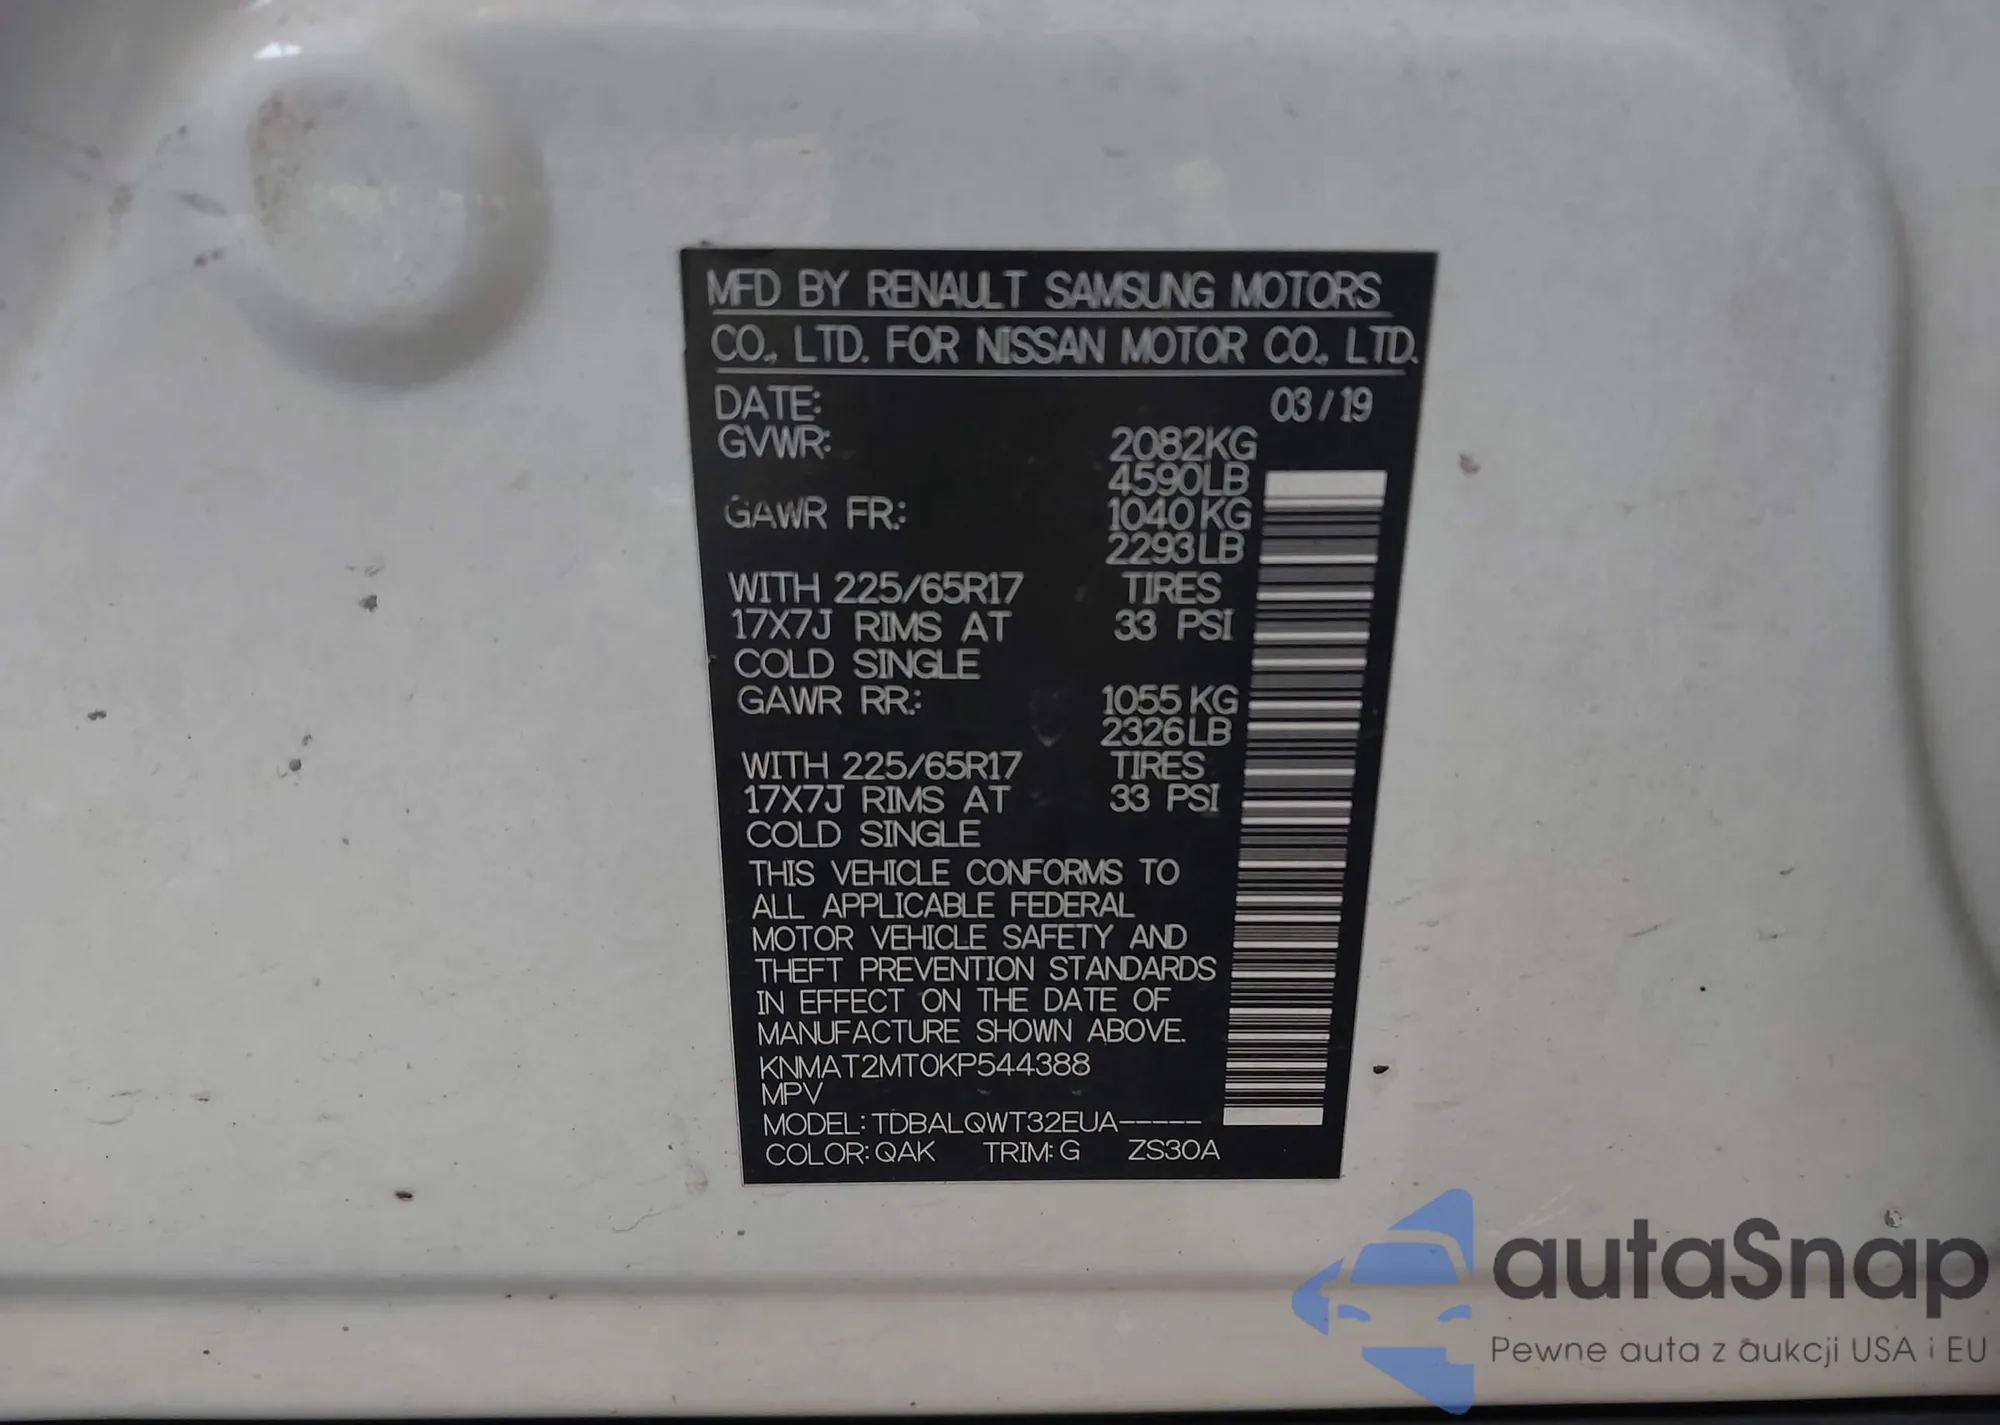 MFD BY RENAULT SAMSUNG MOTORS
CO., LTD. FOR NISSAN MOTOR CO., LTD.
DATE: 03/19
GVWR: 2082KG
4590LB
GAWR FR.: 1040KG
2293LB
WITH 225/65R17 TIRES
17X7J RIMS AT 33 PSI
COLD SINGLE
GAWR RR.: 1055KG
2326LB
WITH 225/65R17 TIRES
17X7J RIMS AT 33 PSI
COLD SINGLE
THIS VEHICLE CONFORMS TO
ALL APPLICABLE FEDERAL
MOTOR VEHICLE SAFETY AND
THEFT PREVENTION STANDARDS
IN EFFECT ON THE DATE OF
MANUFACTURE SHOWN ABOVE.
KNMAT2MT0KP544388
MPV
MODEL: TDBALQWT32EUA-----
COLOR: QAK TRIM: G ZS30A
autaSnap
Pewne auta z aukcji USA i EU